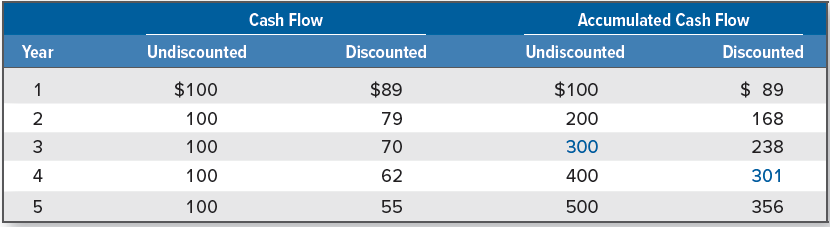 Cash Flow Accumulated Cash Flow
Year Undiscounted Discounted Undiscounted Discounted
1 $100 $89 $100 $ 89
2 100 79 200 168
3 100 70 300 238
4 100 62 400 301
5 100 55 500 356